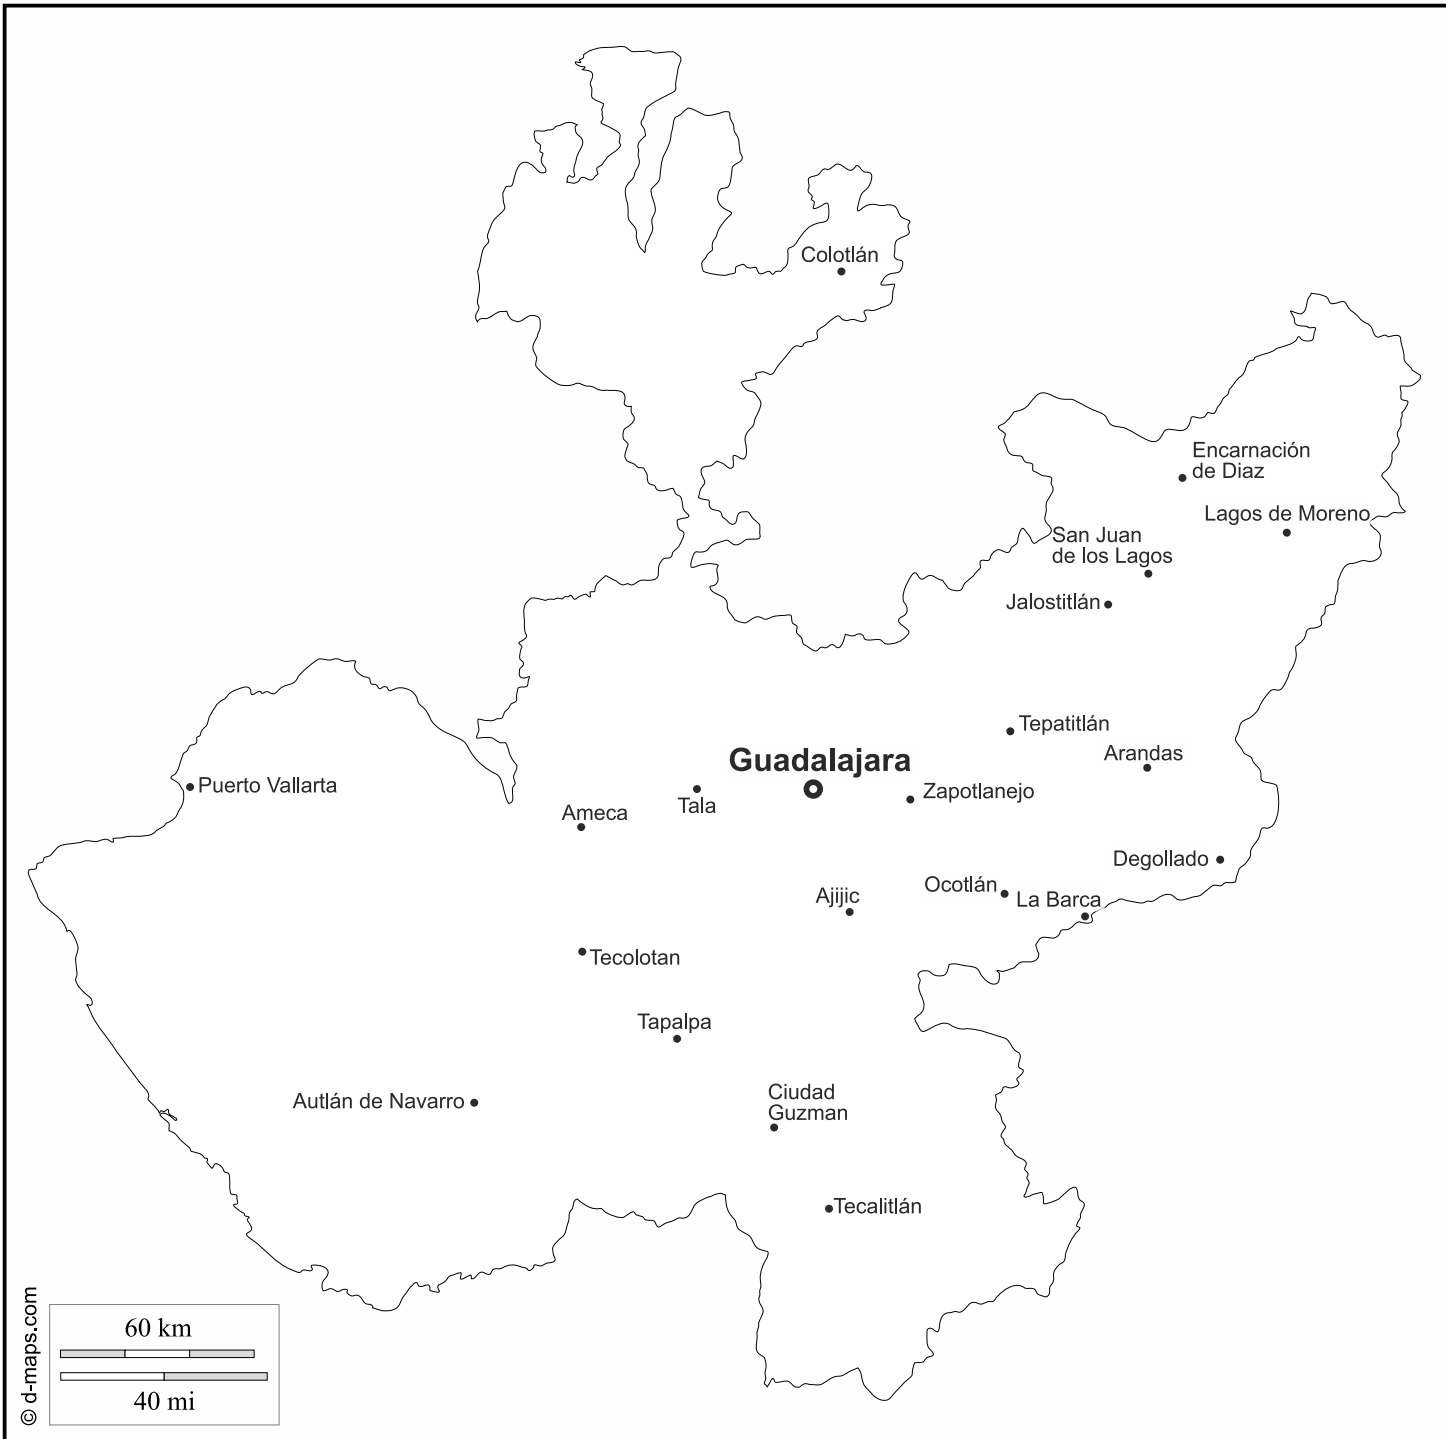 Colotlán
Encarnación
de Diaz
Lagos de Moreno
San Juan
de los Lagos
Jalostitlán
Tepatitlán
Arandas
Guadalajara
Puerto Vallarta
Zapotlanejo
Tala
Ameca
Degollado
Ocotlán
La Barca
Ajijic
Tecolotan
Tapalpa
Autlán de Navarro
Ciudad
Guzman
Tecalitlán
60 km
40 mi
© d-maps.com